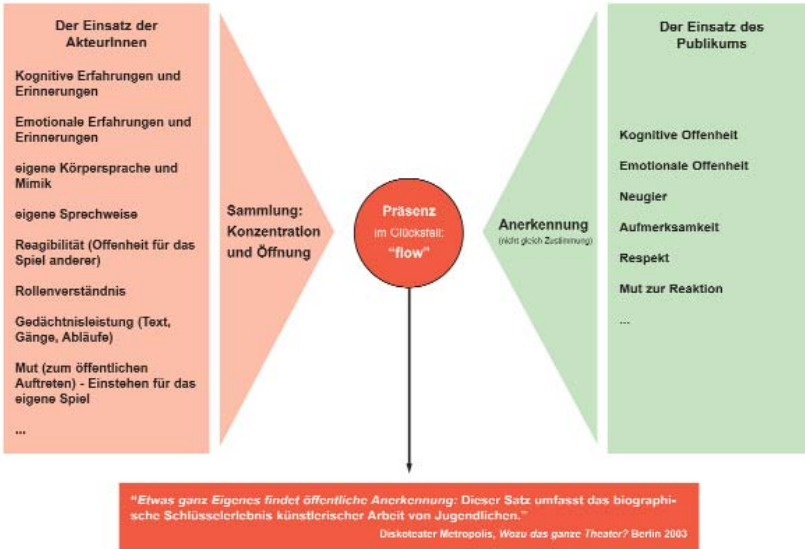 Der Einsatz der
AkteurInnen
Kognitive Erfahrungen und
Erinnerungen
Emotionale Erfahrungen und
Erinnerungen
eigene Körpersprache und
Mimik
eigene Sprechweise
Reagibilität (Offenheit für das
Spiel anderer)
Rollenverständnis
Gedächtnisleistung (Text,
Gänge, Abläufe)
Mut (zum öffentlichen
Auftreten) - Einstehen für das
eigene Spiel
...
Sammlung:
Konzentration
und Öffnung
Präsenz
im Glücksfall:
"flow"
Anerkennung
(nicht gleich Zustimmung)
Der Einsatz des
Publikums
Kognitive Offenheit
Emotionale Offenheit
Neugier
Aufmerksamkeit
Respekt
Mut zur Reaktion
...
"Etwas ganz Eigenes findet öffentliche Anerkennung: Dieser Satz umfasst das biographi-
sche Schlüsselerlebnis künstlerischer Arbeit von Jugendlichen."
Diskoteater Metropolis, Wozu das ganze Theater? Berlin 2003